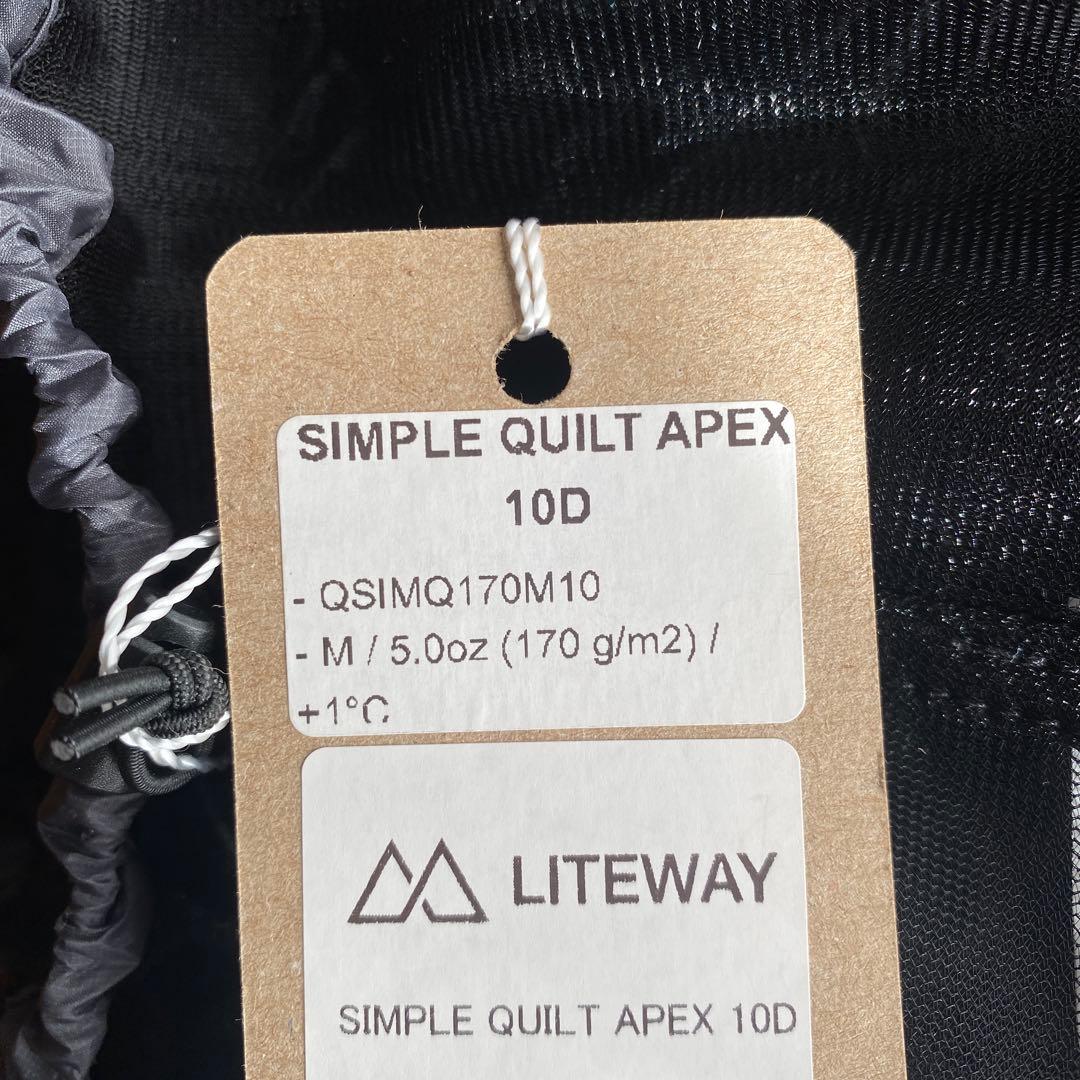 SIMPLE QUILT APEX
10D
- QSIMQ170M10
- M / 5.0oz (170 g/m2) /
+1°C
LITEWAY
SIMPLE QUILT APEX 10D